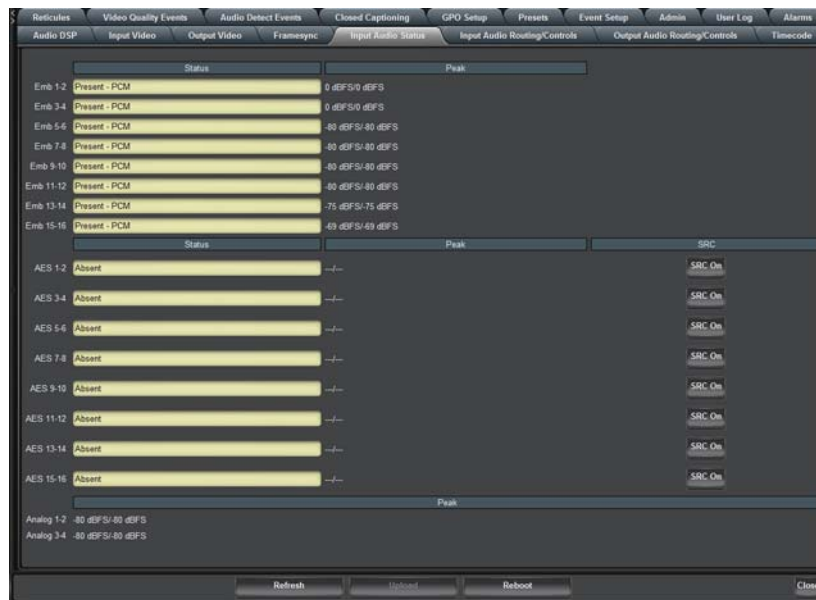 Reticules Video Quality Events Audio Detect Events Closed Captioning GPO Setup Presets Event Setup Admin User Log Alarms
Audio DSP Input Video Output Video Framesync Input Audio Status Input Audio Routing/Controls Output Audio Routing/Controls Timecode
Status Peak
Emb 1-2 Present - PCM 0 dBFS/0 dBFS
Emb 3-4 Present - PCM 0 dBFS/0 dBFS
Emb 5-6 Present - PCM -80 dBFS/-80 dBFS
Emb 7-8 Present - PCM -80 dBFS/-80 dBFS
Emb 9-10 Present - PCM -80 dBFS/-80 dBFS
Emb 11-12 Present - PCM -80 dBFS/-80 dBFS
Emb 13-14 Present - PCM -75 dBFS/-75 dBFS
Emb 15-16 Present - PCM -69 dBFS/-69 dBFS
Status Peak SRC
AES 1-2 Absent ---/--- SRC On
AES 3-4 Absent ---/--- SRC On
AES 5-6 Absent ---/--- SRC On
AES 7-8 Absent ---/--- SRC On
AES 9-10 Absent ---/--- SRC On
AES 11-12 Absent ---/--- SRC On
AES 13-14 Absent ---/--- SRC On
AES 15-16 Absent ---/--- SRC On
Peak
Analog 1-2 -80 dBFS/-80 dBFS
Analog 3-4 -80 dBFS/-80 dBFS
Refresh Upload Reboot Close